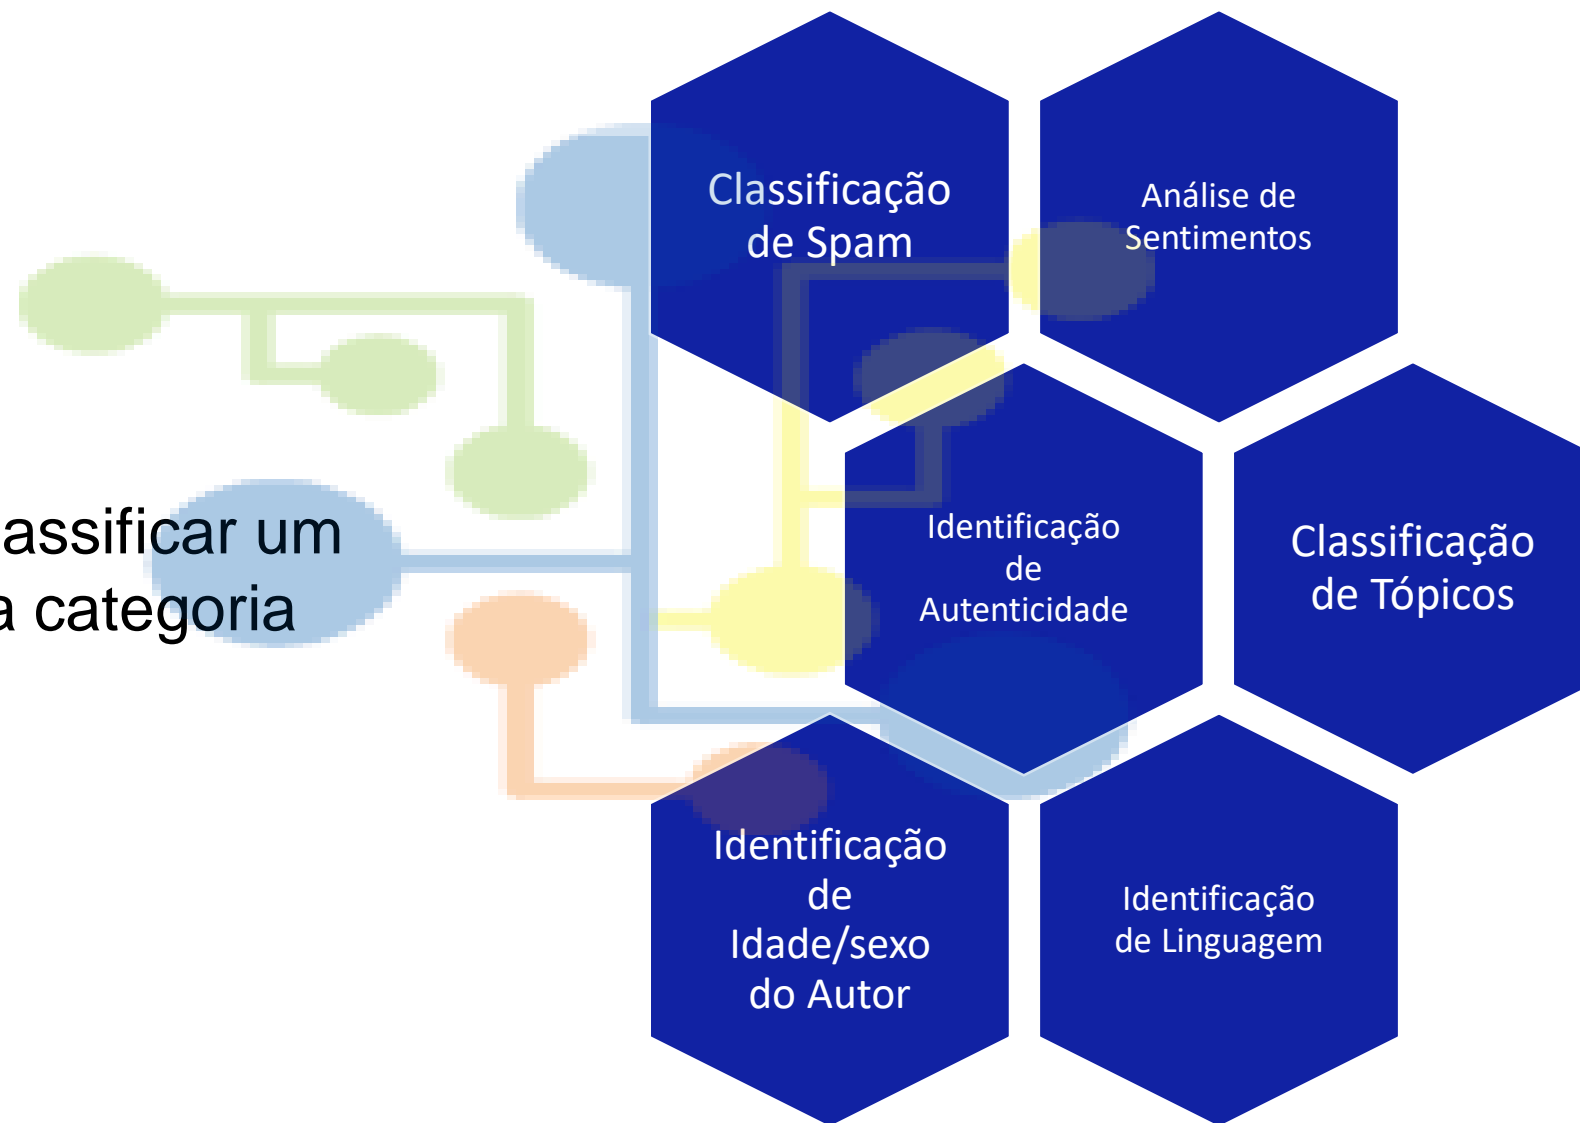 Classificação
de Spam
Análise de
Sentimentos
assificar um
a categoria
Identificação
de
Autenticidade
Classificação
de Tópicos
Identificação
de
Idade/sexo
do Autor
Identificação
de Linguagem